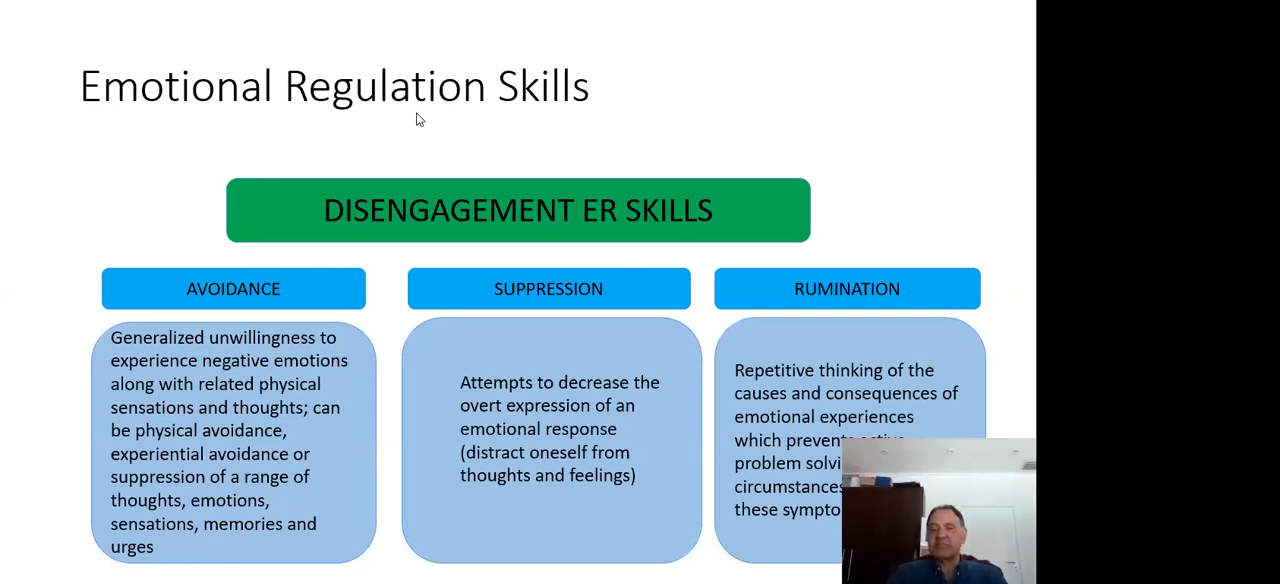 Emotional Regulation Skills
DISENGAGEMENT ER SKILLS
AVOIDANCE
Generalized unwillingness to
experience negative emotions
along with related physical
sensations and thoughts; can
be physical avoidance,
experiential avoidance or
suppression of a range of
thoughts, emotions,
sensations, memories and
urges
SUPPRESSION
Attempts to decrease the
overt expression of an
emotional response
(distract oneself from
thoughts and feelings)
RUMINATION
Repetitive thinking of the
causes and consequences of
emotional experiences
which
problem
circumstances
these